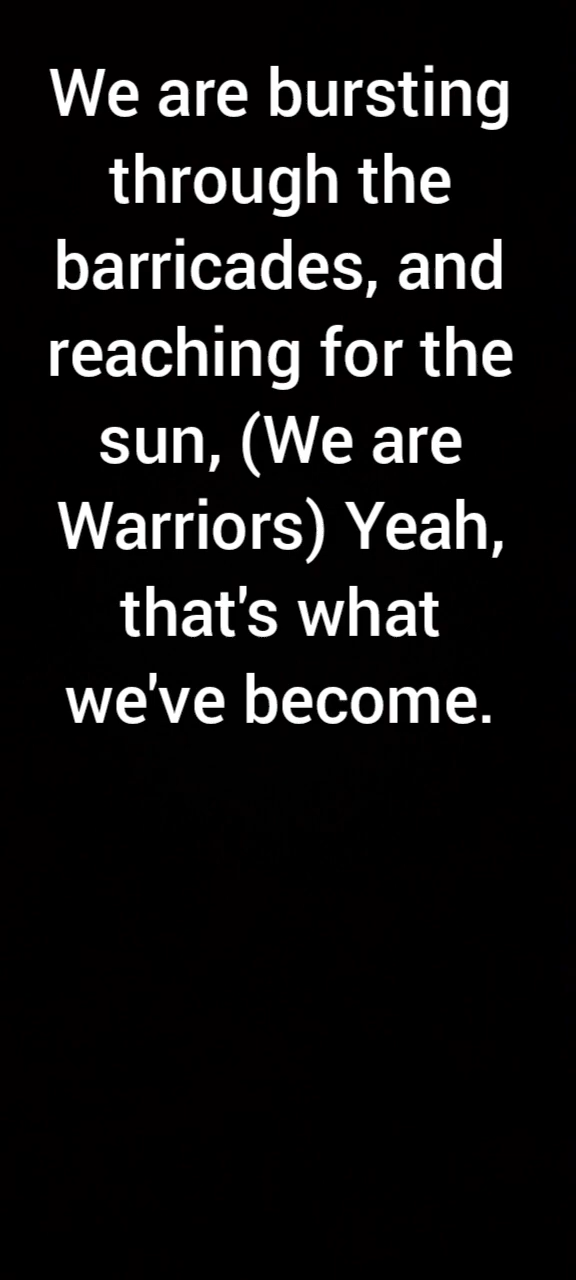 We are bursting
through the
barricades, and
reaching for the
sun, (We are
Warriors) Yeah,
that's what
we've become.